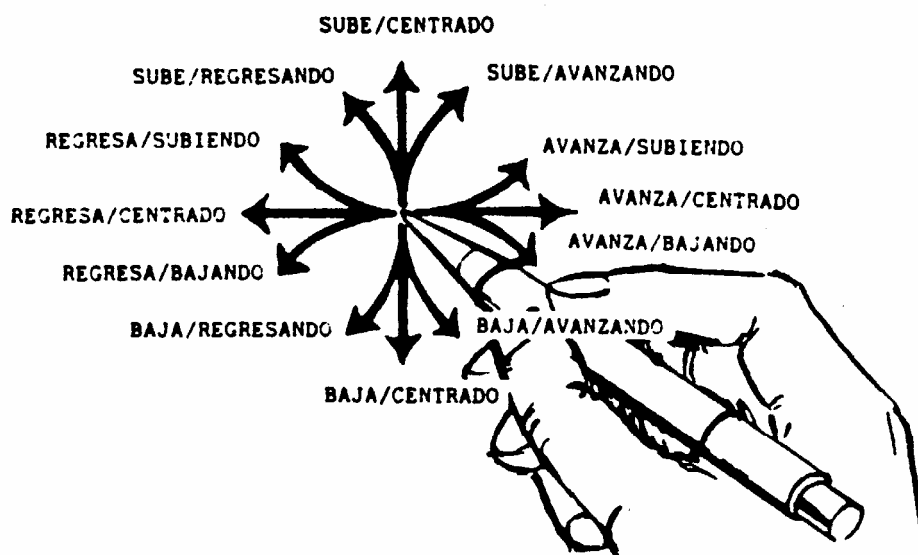 SUBE/CENTRADO
SUBE/REGRESANDO
SUBE/AVANZANDO
REGRESA/SUBIENDO
AVANZA/SUBIENDO
REGRESA/CENTRADO
AVANZA/CENTRADO
REGRESA/BAJANDO
AVANZA/BAJANDO
BAJA/REGRESANDO
BAJA/AVANZANDO
BAJA/CENTRADO